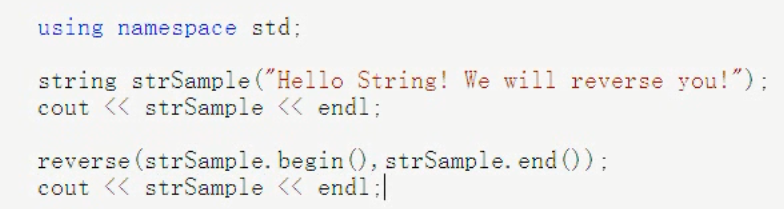 using namespace std;
string strSample("Hello String! We will reverse you!");
cout << strSample << endl;
reverse(strSample.begin(),strSample.end());
cout << strSample << endl;